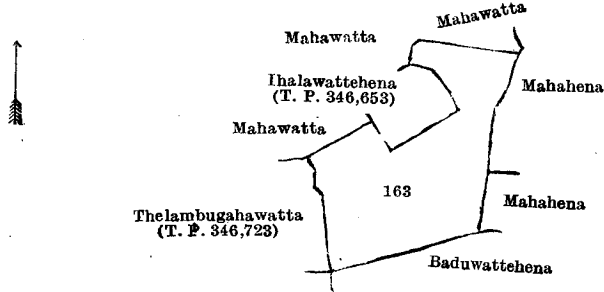 Mahawatta
Mahawatta
Ihalawattehena
(T. P. 346,653)
Mahahena
Mahawatta
163
Mahahena
Thelambugahawatta
(T. P. 346,723)
Baduwattehena